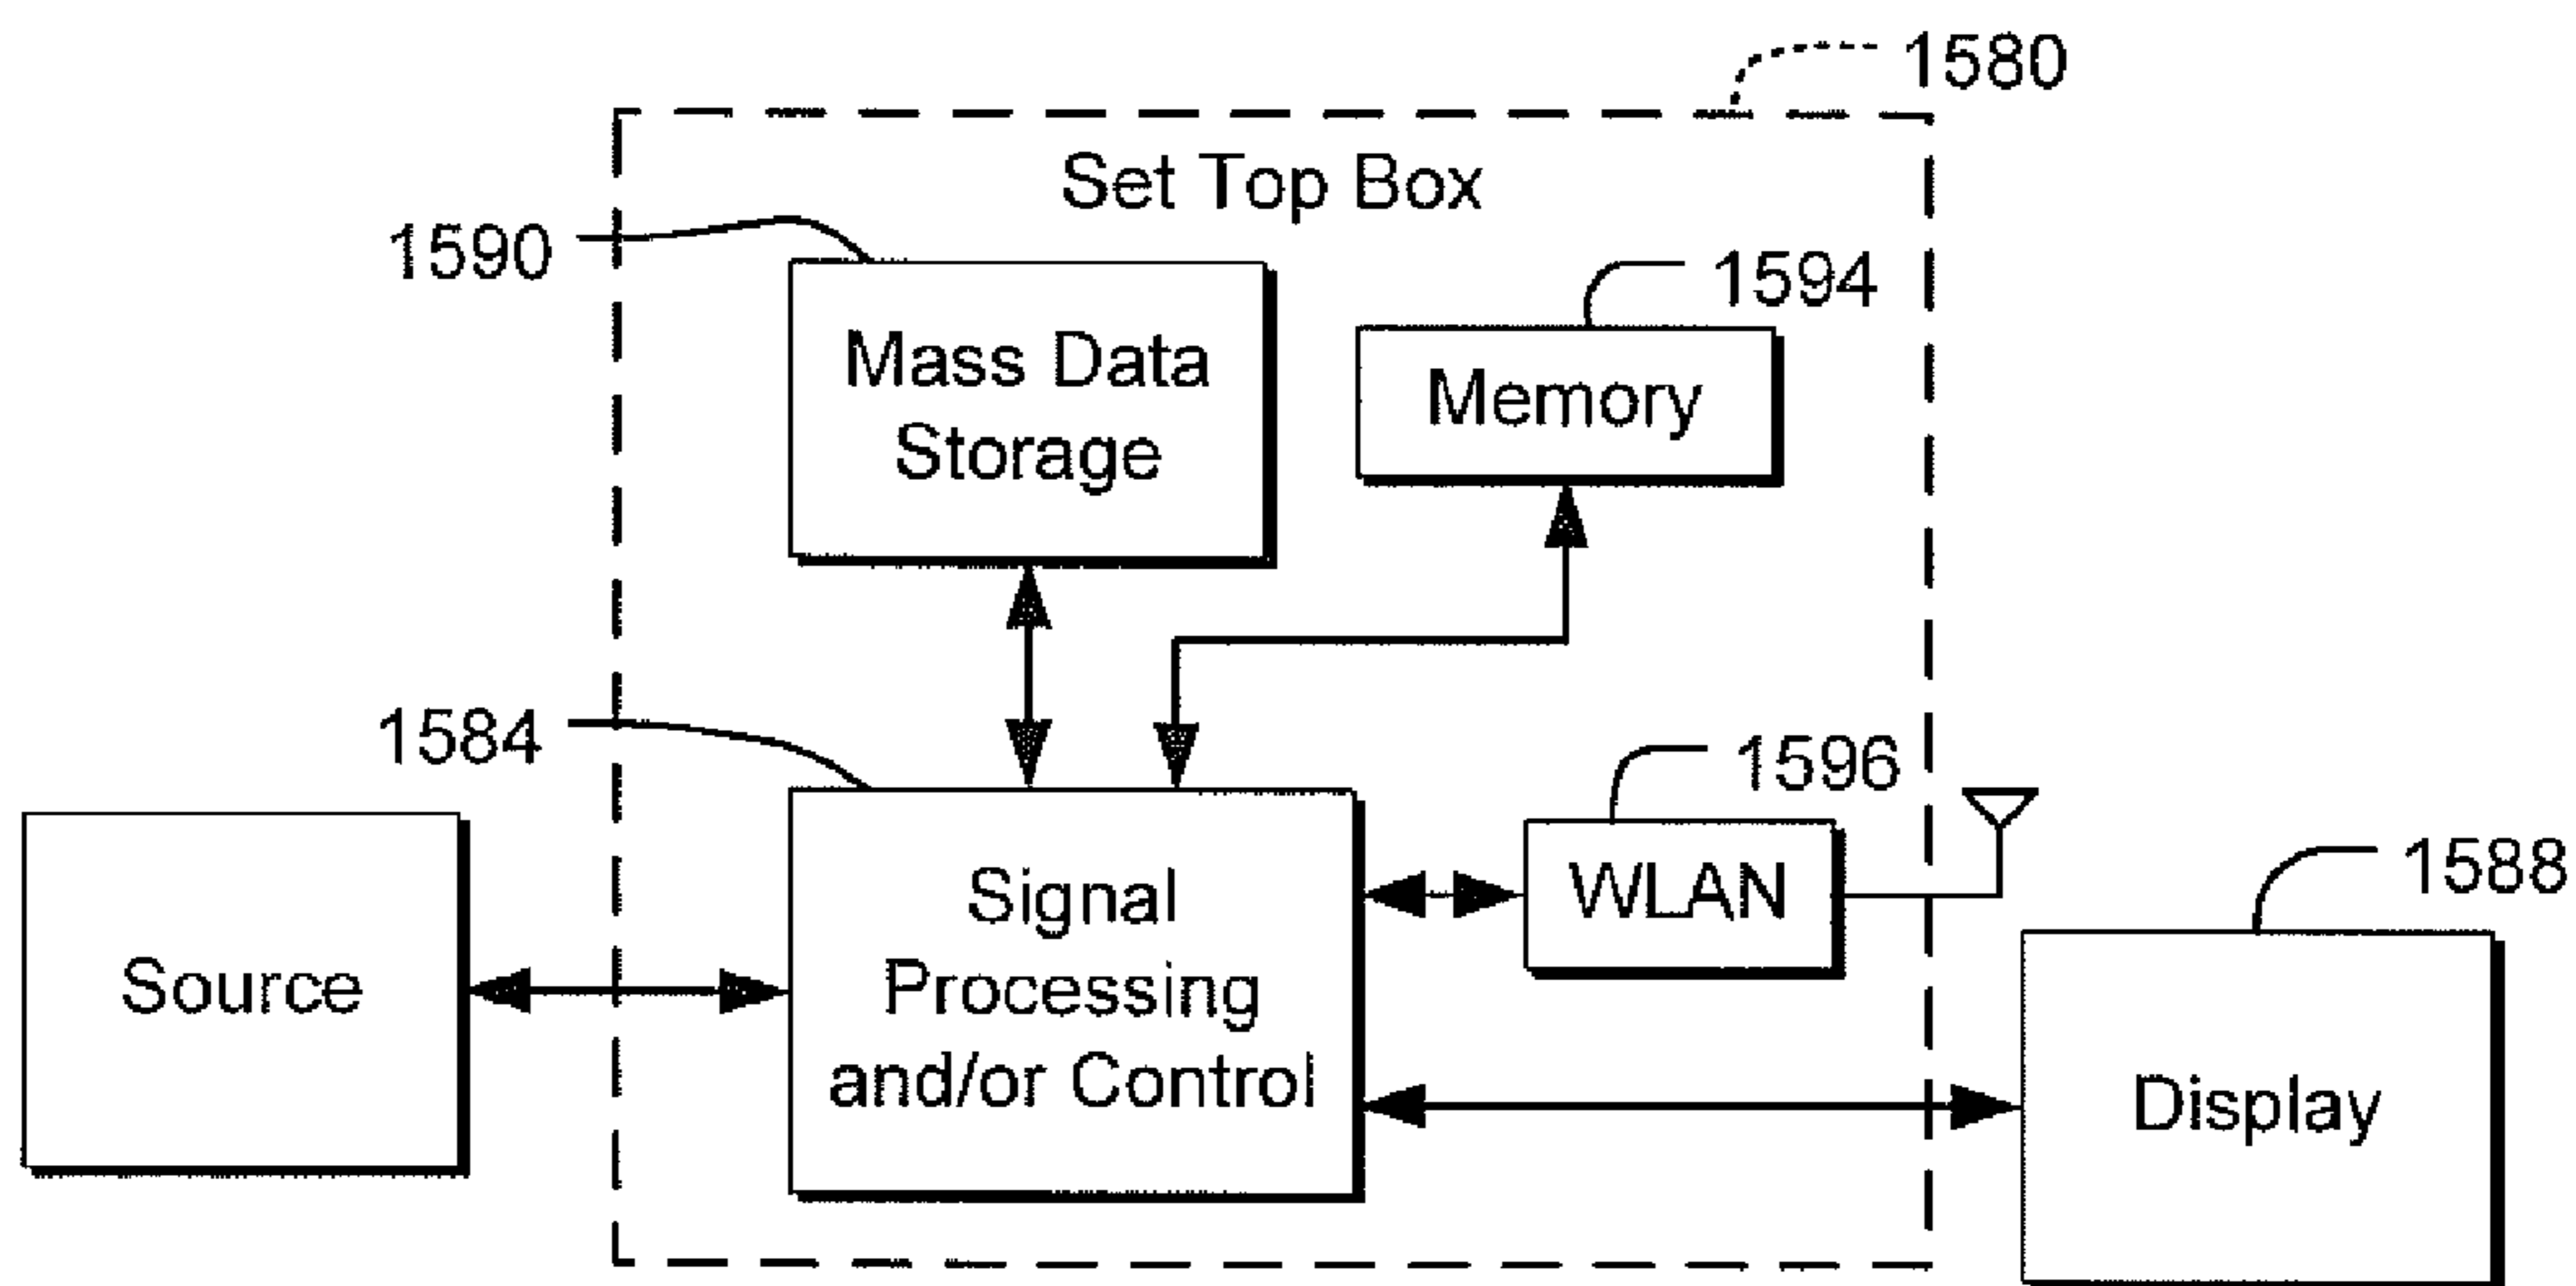 1580
Set Top Box
1590
Mass Data
Storage
1594
Memory
1584
Signal
Processing
and/or Control
1596
WLAN
Source
1588
Display